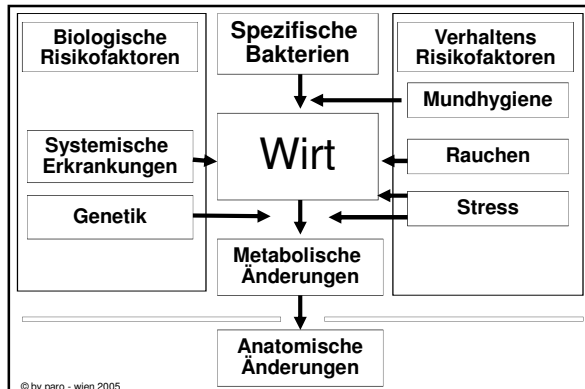 Biologische
Risikofaktoren
Spezifische
Bakterien
Verhaltens
Risikofaktoren
Mundhygiene
Systemische
Erkrankungen
Wirt
Rauchen
Genetik
Stress
Metabolische
Änderungen
Anatomische
Änderungen
© by paro - wien 2005